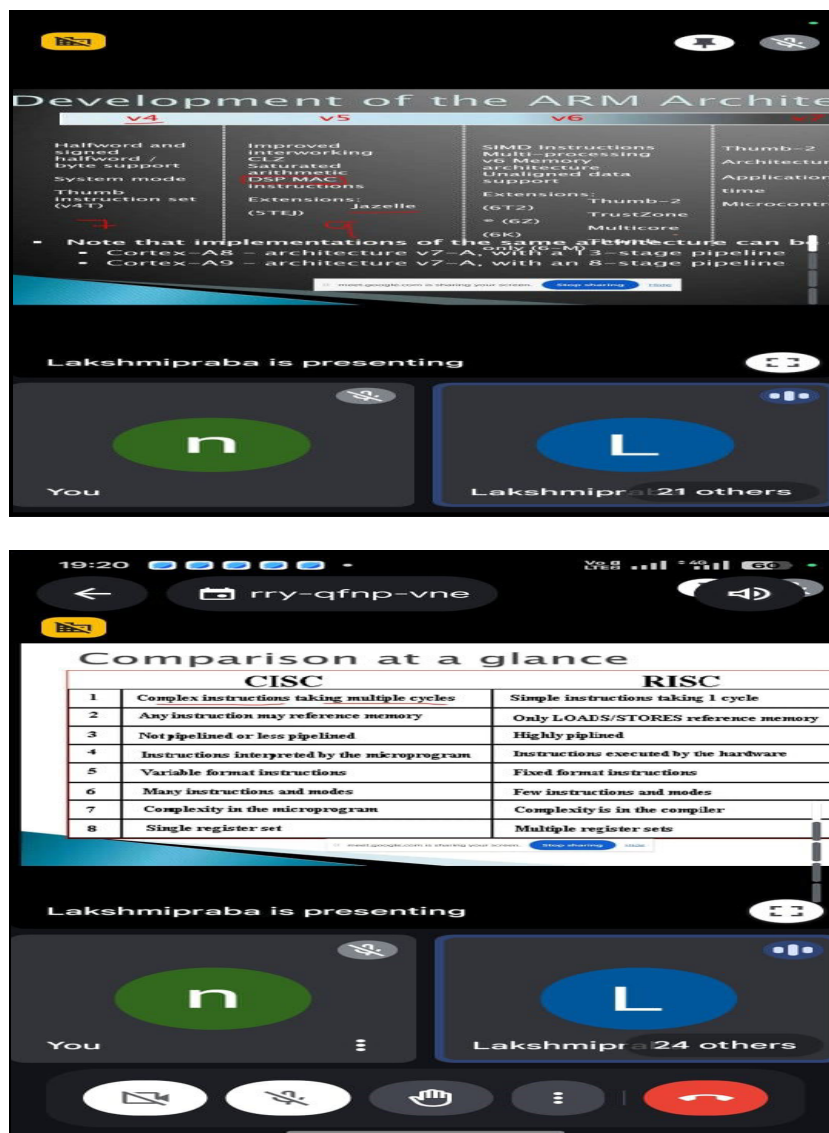 Development of the ARM Archite
v4
v5
v6
Halfword and
signed
halfword /
byte support
System mode
Thumb
instruction set
(v4T)
7
Improved
interworking
CLZ
Saturated
arithmetic
DSP MAC
instructions
Extensions:
Jazelle
(5TEJ)
9
SIMD Instructions
Multi-processing
v6 Memory
architecture
Unaligned data
support
Extensions:
Thumb-2
(6T2)
TrustZone
(6Z)
Multicore
(6K)
only (6-M)
Thumb-2
Architectur
Application
time
Microcontr
Note that implementations of the same architecture can b
Cortex-A8 - architecture v7-A, with a 13-stage pipeline
Cortex-A9 - architecture v7-A, with an 8-stage pipeline
meet.google.com is sharing your screen. Stop sharing Hide
Lakshmipraba is presenting
n
L
You
Lakshmipra 21 others
19:20
Vo LTE 4G 60
rry-qfnp-vne
Comparison at a glance
CISC RISC
1 Complex instructions taking multiple cycles Simple instructions taking 1 cycle
2 Any instruction may reference memory Only LOADS/STORES reference memory
3 Not pipelined or less pipelined Highly piplined
4 Instructions interpreted by the microprogram Instructions executed by the hardware
5 Variable format instructions Fixed format instructions
6 Many instructions and modes Few instructions and modes
7 Complexity in the microprogram Complexity is in the compiler
8 Single register set Multiple register sets
meet.google.com is sharing your screen. Stop sharing Hide
Lakshmipraba is presenting
n
L
You
Lakshmipra 24 others